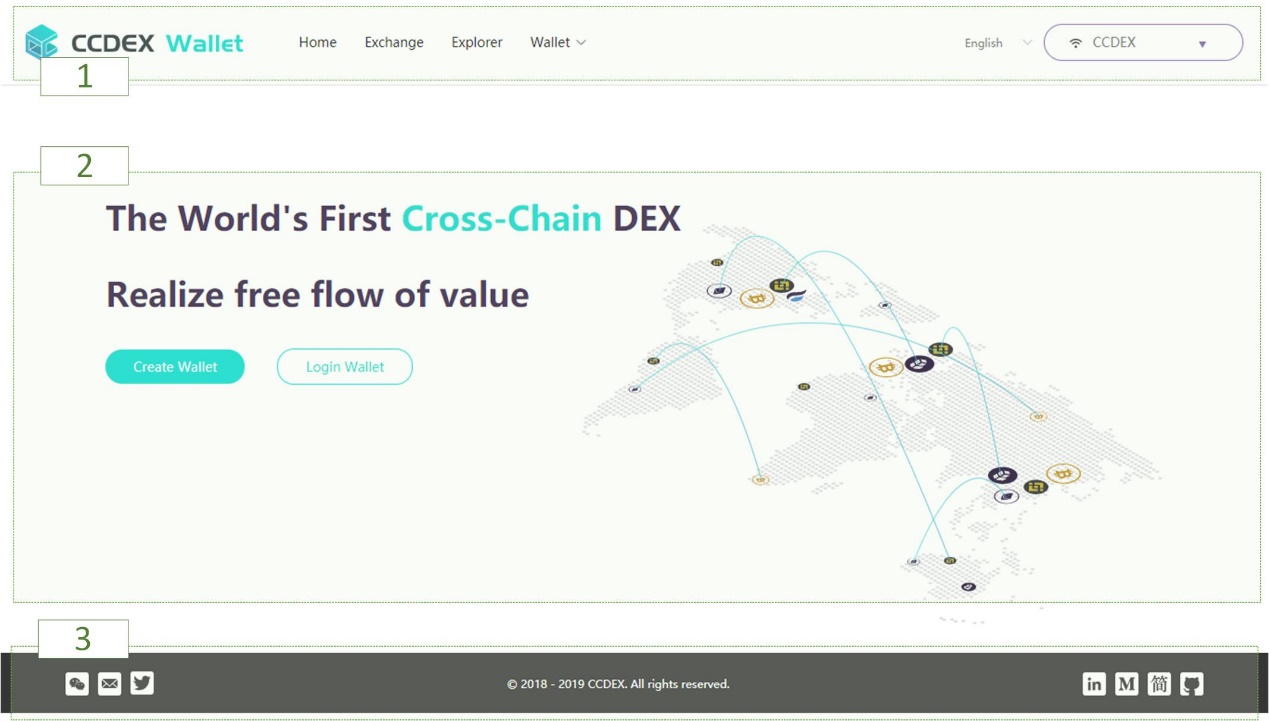 CCDEX Wallet
Home Exchange Explorer Wallet
English CCDEX
1
2
The World's First Cross-Chain DEX
Realize free flow of value
Create Wallet Login Wallet
3
© 2018 - 2019 CCDEX. All rights reserved.
in M 简